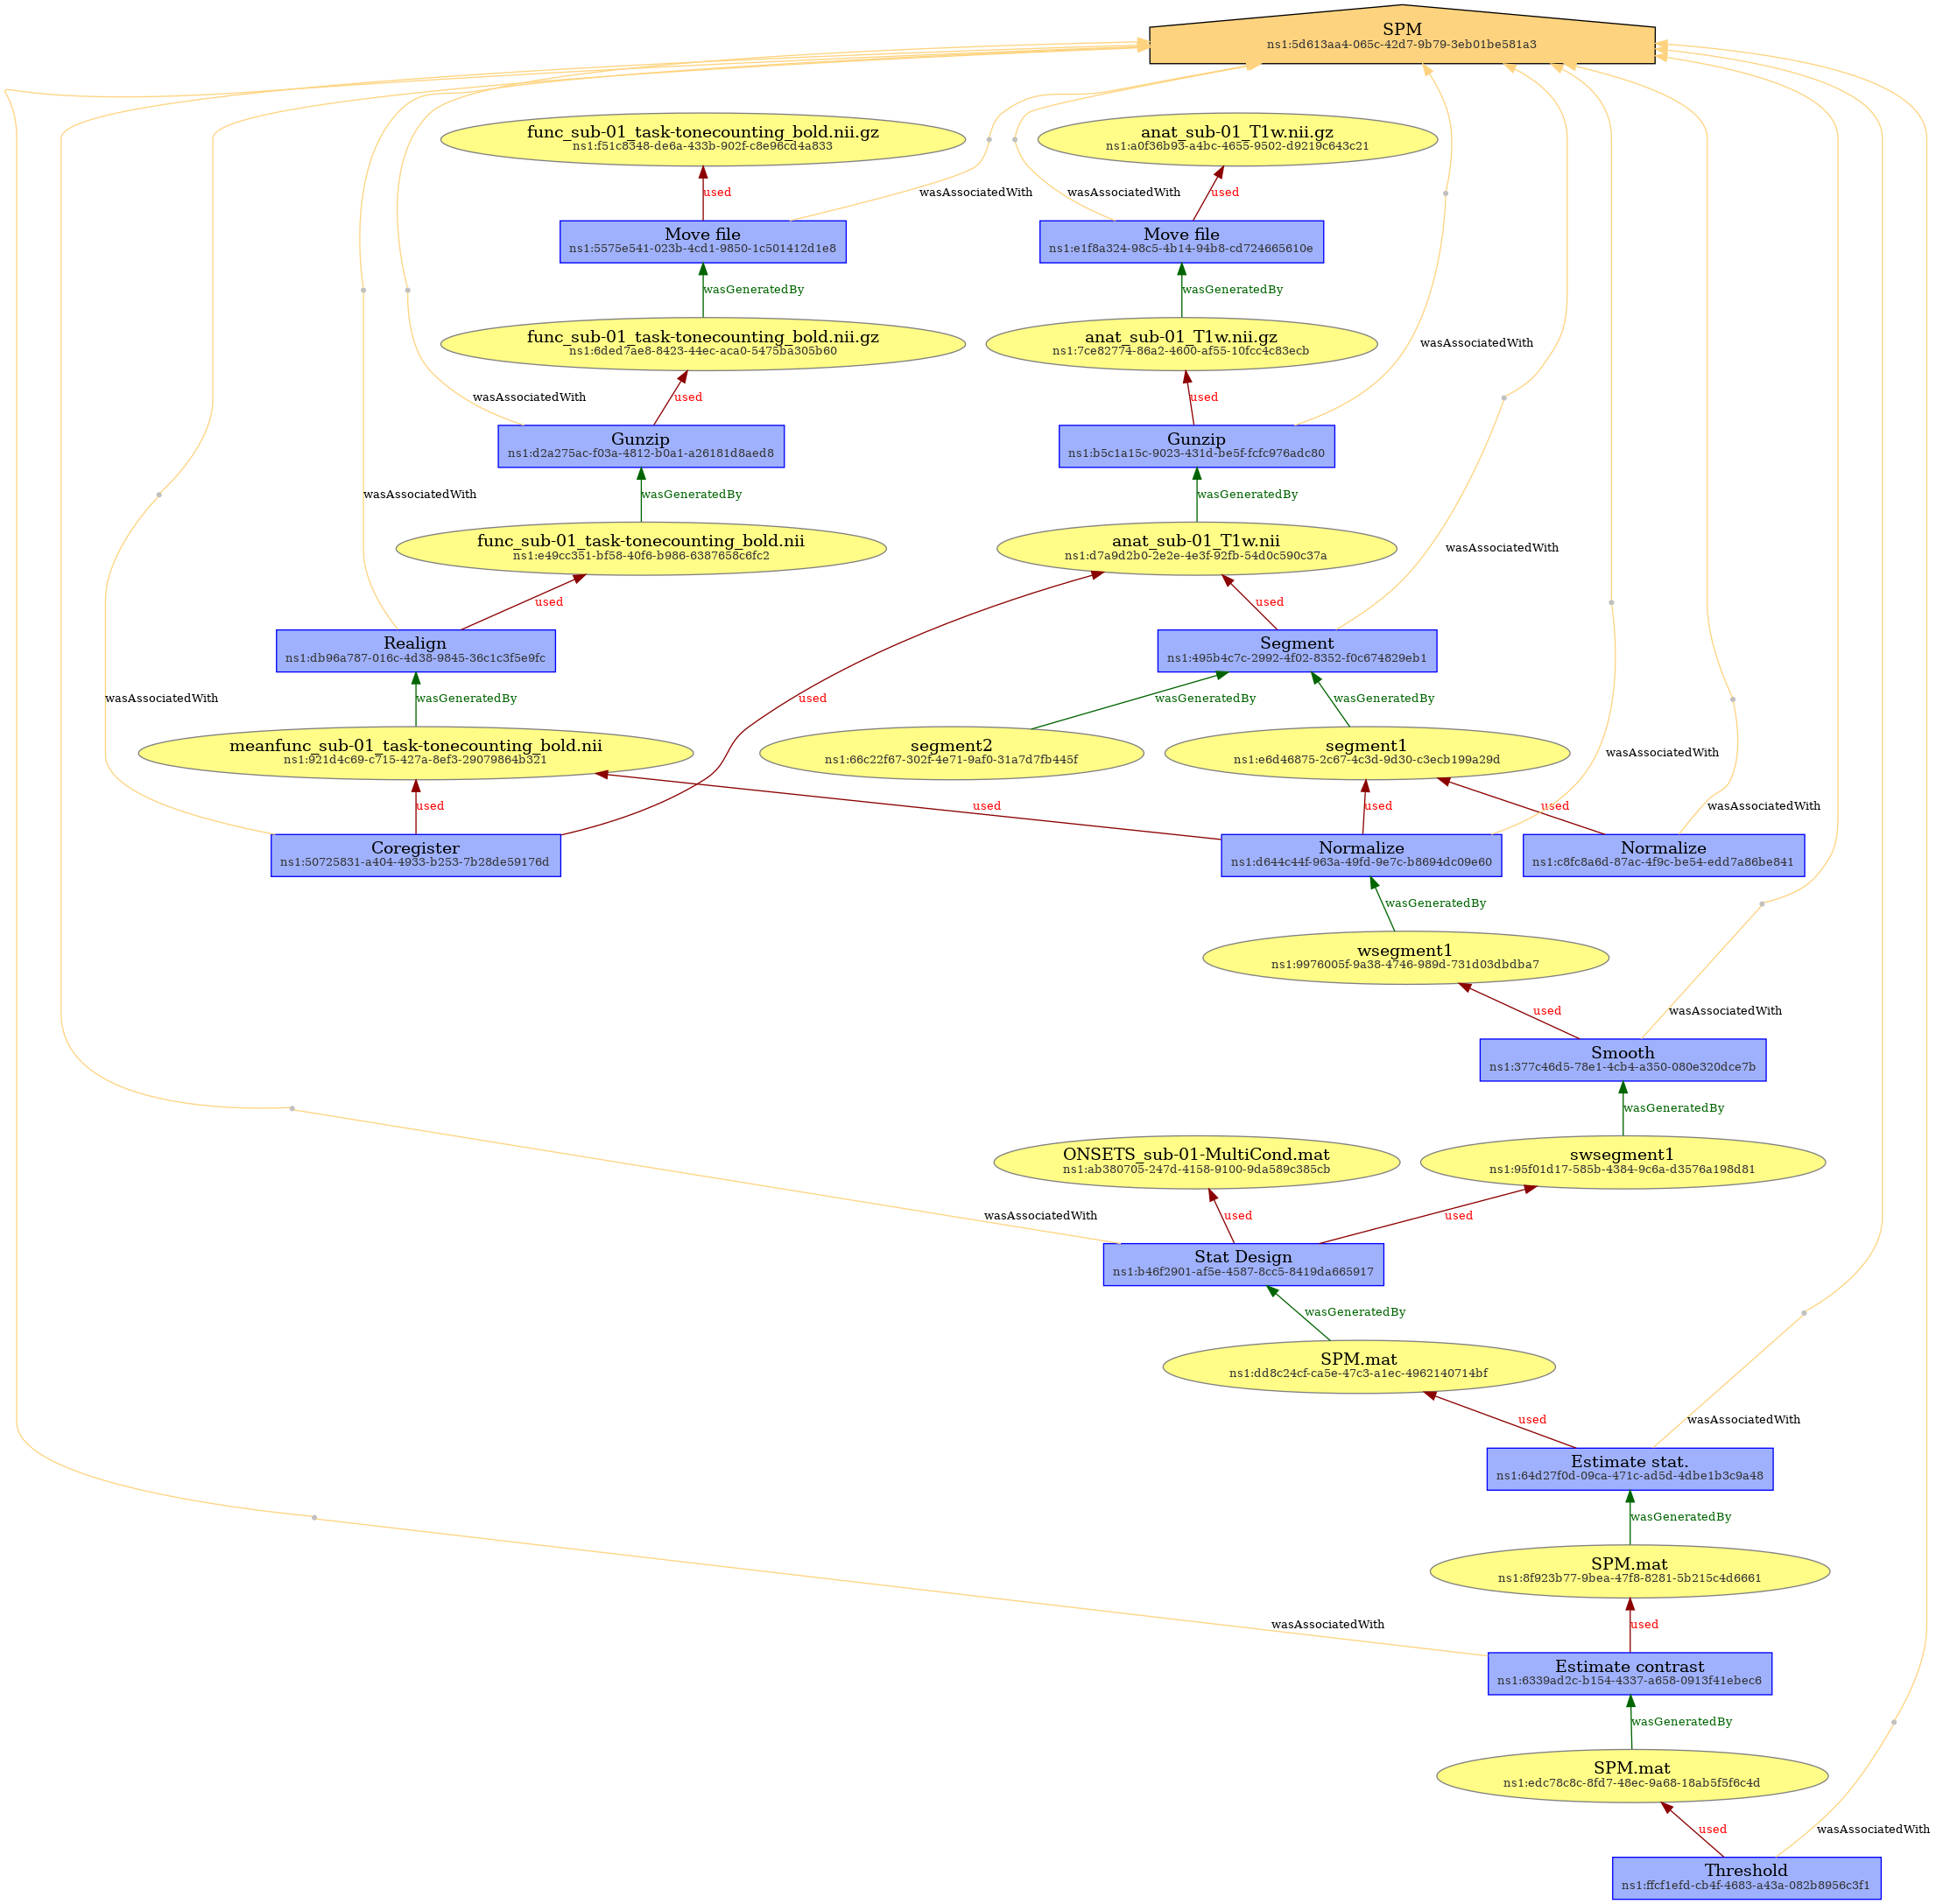 SPM
ns1:5d613aa4-065c-42d7-9b79-3eb01be581a3
func_sub-01_task-tonecounting_bold.nii.gz
ns1:f51c8348-de6a-433b-902f-c8e96cd4a833
anat_sub-01_T1w.nii.gz
ns1:a0f36b93-a4bc-4655-9502-d9219c643c21
used
wasAssociatedWith
wasAssociatedWith
used
Move file
ns1:5575e541-023b-4cd1-9850-1c501412d1e8
Move file
ns1:e1f8a324-98c5-4b14-94b8-cd724665610e
wasGeneratedBy
wasGeneratedBy
func_sub-01_task-tonecounting_bold.nii.gz
ns1:6ded7ae8-8423-44ec-aca0-5475ba305b60
anat_sub-01_T1w.nii.gz
ns1:7ce82774-86a2-4600-af55-10fcc4c83ecb
wasAssociatedWith
wasAssociatedWith
used
used
Gunzip
ns1:d2a275ac-f03a-4812-b0a1-a26181d8aed8
Gunzip
ns1:b5c1a15c-9023-431d-be5f-fcfc976adc80
wasAssociatedWith
wasGeneratedBy
wasGeneratedBy
func_sub-01_task-tonecounting_bold.nii
ns1:e49cc351-bf58-40f6-b986-6387658c6fc2
anat_sub-01_T1w.nii
ns1:d7a9d2b0-2e2e-4e3f-92fb-54d0c590c37a
wasAssociatedWith
used
used
Realign
ns1:db96a787-016c-4d38-9845-36c1c3f5e9fc
Segment
ns1:495b4c7c-2992-4f02-8352-f0c674829eb1
wasAssociatedWith
wasGeneratedBy
used
wasGeneratedBy
wasGeneratedBy
meanfunc_sub-01_task-tonecounting_bold.nii
ns1:921d4c69-c715-427a-8ef3-29079864b321
segment2
ns1:66c22f67-302f-4e71-9af0-31a7d7fb445f
segment1
ns1:e6d46875-2c67-4c3d-9d30-c3ecb199a29d
wasAssociatedWith
used
used
used
used
wasAssociatedWith
Coregister
ns1:50725831-a404-4933-b253-7b28de59176d
Normalize
ns1:d644c44f-963a-49fd-9e7c-b8694dc09e60
Normalize
ns1:c8fc8a6d-87ac-4f9c-be54-edd7a86be841
wasGeneratedBy
wsegment1
ns1:9976005f-9a38-4746-989d-731d03dbdba7
used
wasAssociatedWith
Smooth
ns1:377c46d5-78e1-4cb4-a350-080e320dce7b
wasGeneratedBy
ONSETS_sub-01-MultiCond.mat
ns1:ab380705-247d-4158-9100-9da589c385cb
swsegment1
ns1:95f01d17-585b-4384-9c6a-d3576a198d81
wasAssociatedWith
used
used
Stat Design
ns1:b46f2901-af5e-4587-8cc5-8419da665917
wasGeneratedBy
SPM.mat
ns1:dd8c24cf-ca5e-47c3-a1ec-4962140714bf
used
wasAssociatedWith
Estimate stat.
ns1:64d27f0d-09ca-471c-ad5d-4dbe1b3c9a48
wasGeneratedBy
SPM.mat
ns1:8f923b77-9bea-47f8-8281-5b215c4d6661
wasAssociatedWith
used
Estimate contrast
ns1:6339ad2c-b154-4337-a658-0913f41ebec6
wasGeneratedBy
SPM.mat
ns1:edc78c8c-8fd7-48ec-9a68-18ab5f5f6c4d
used
wasAssociatedWith
Threshold
ns1:ffcf1efd-cb4f-4683-a43a-082b8956c3f1